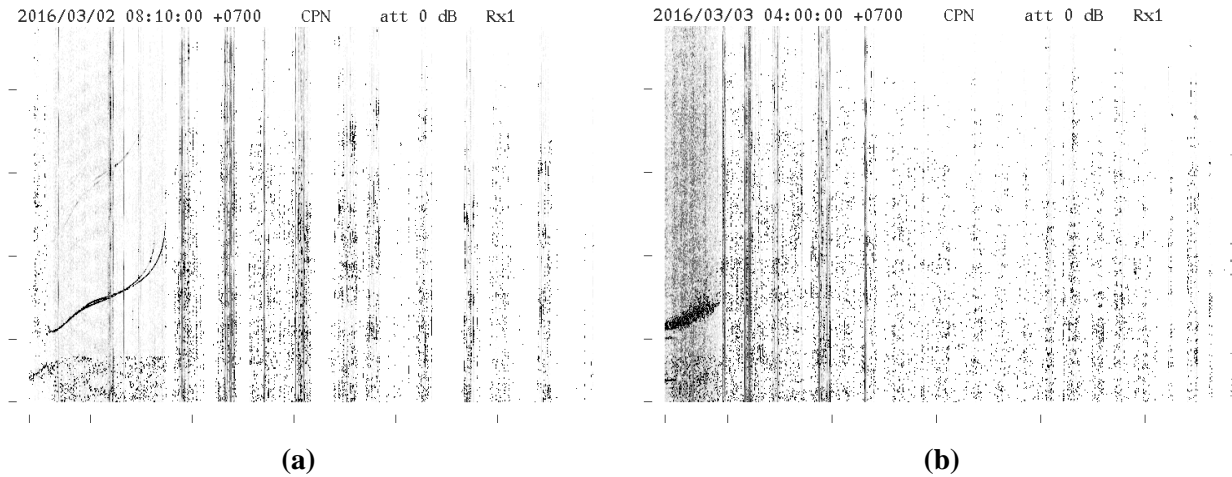 2016/03/02 08:10:00 +0700 CPN att 0 dB Rx1
2016/03/03 04:00:00 +0700 CPN att 0 dB Rx1
(a)
(b)